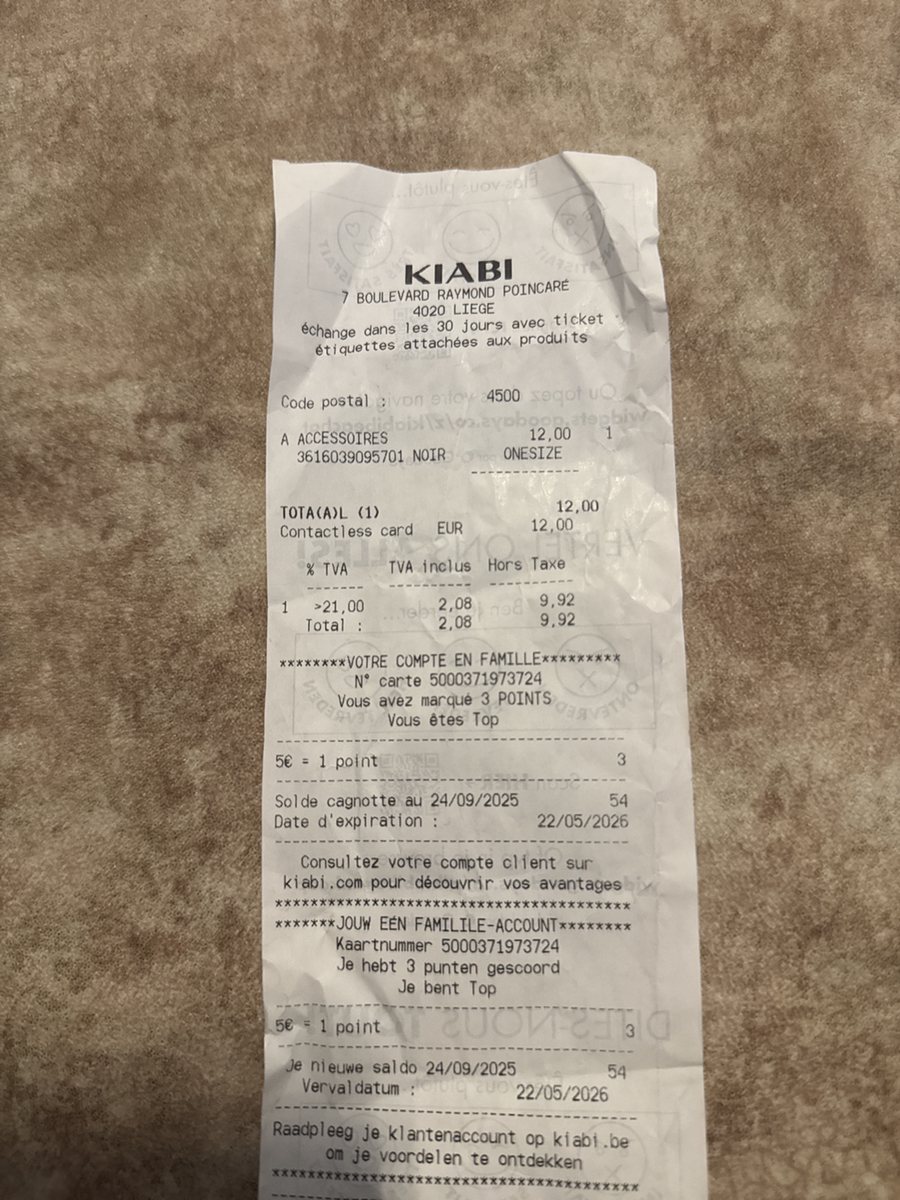 KIABI
7 BOULEVARD RAYMOND POINCARÉ
4020 LIEGE
échange dans les 30 jours avec ticket
étiquettes attachées aux produits
Code postal : 4500
A ACCESSOIRES 12,00 1
3616039095701 NOIR ONESIZE
------------
TOTA(A)L (1) 12,00
Contactless card EUR 12,00
% TVA TVA inclus Hors Taxe
------ --------- ---------
1 >21,00 2,08 9,92
Total : 2,08 9,92
********VOTRE COMPTE EN FAMILLE*********
N° carte 5000371973724
Vous avez marqué 3 POINTS
Vous êtes Top
5€ = 1 point 3
Solde cagnotte au 24/09/2025 54
Date d'expiration : 22/05/2026
Consultez votre compte client sur
kiabi.com pour découvrir vos avantages
*******************************************
*******JOUW EEN FAMILILE-ACCOUNT********
Kaartnummer 5000371973724
Je hebt 3 punten gescoord
Je bent Top
5€ = 1 point 3
Je nieuwe saldo 24/09/2025 54
Vervaldatum : 22/05/2026
Raadpleeg je klantenaccount op kiabi.be
om je voordelen te ontdekken
*******************************************